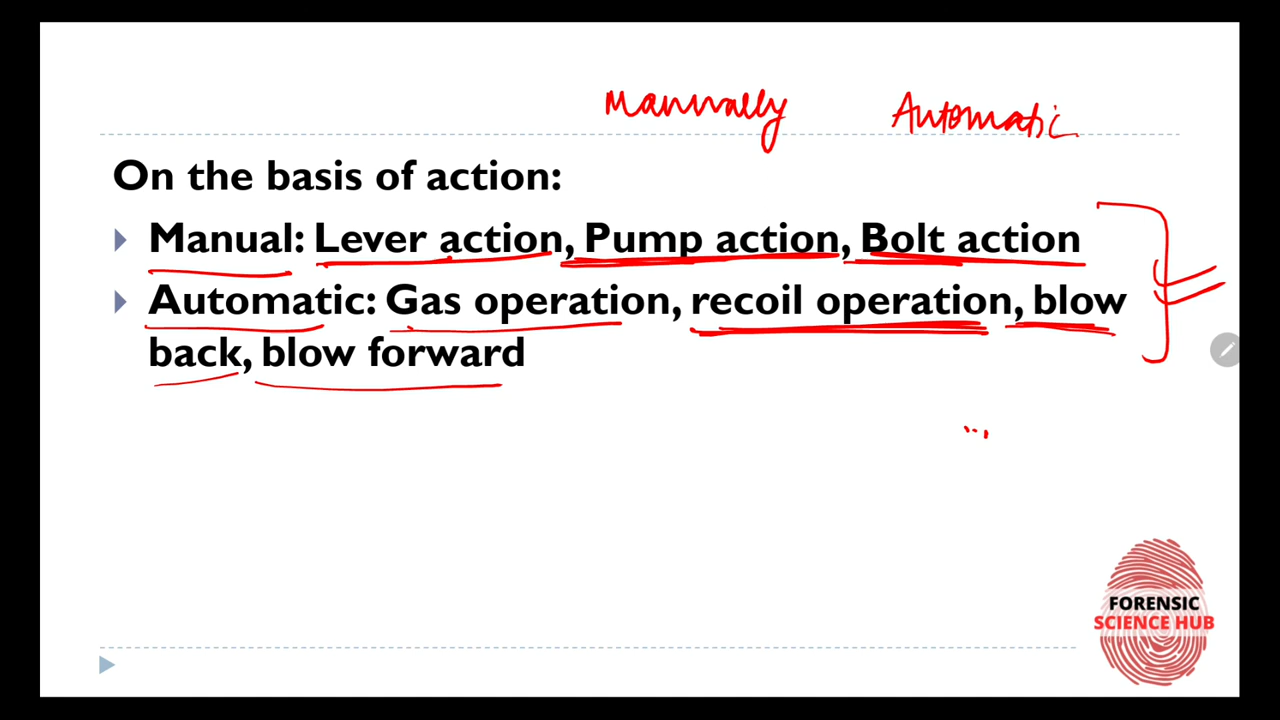 Manually Automatic
On the basis of action:
Manual: Lever action, Pump action, Bolt action
Automatic: Gas operation, recoil operation, blow
back, blow forward
FORENSIC
SCIENCE HUB